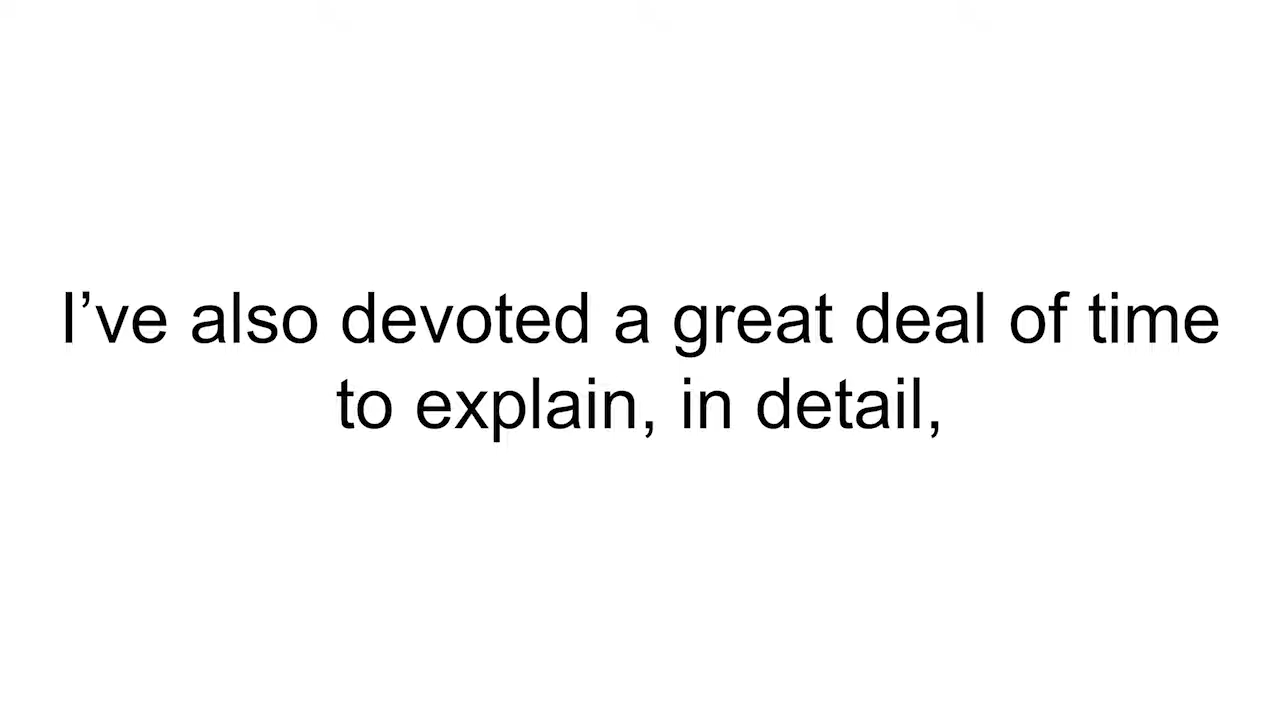 I’ve also devoted a great deal of time
to explain, in detail,